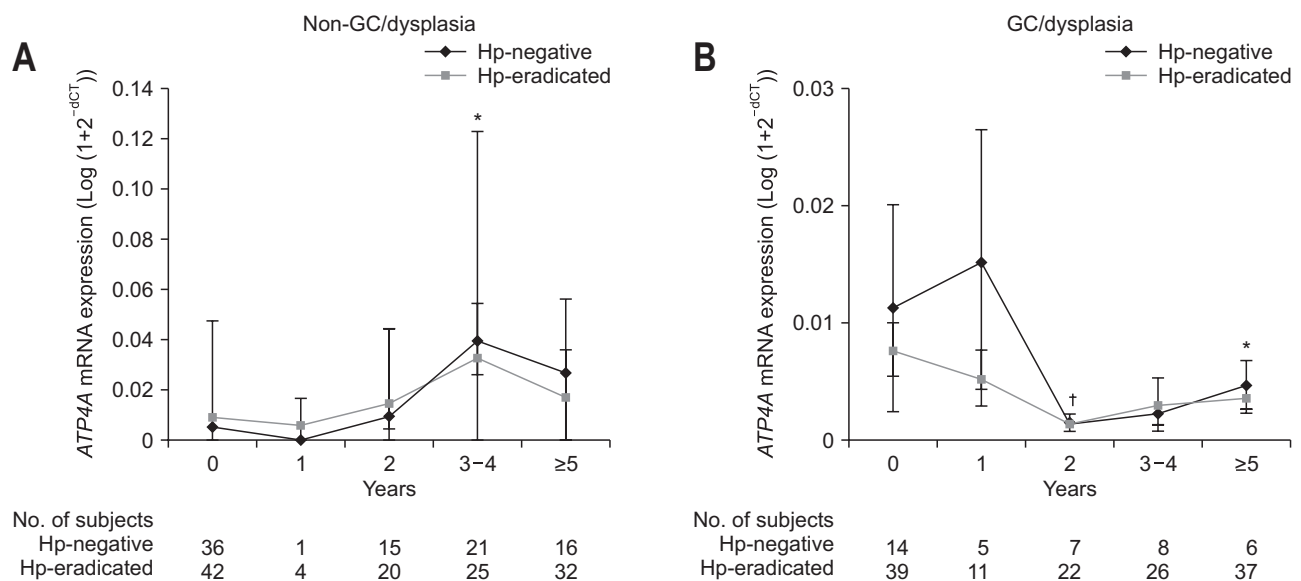 A
Non-GC/dysplasia
Hp-negative
Hp-eradicated
ATP4A mRNA expression (Log (1+2⁻ᵈᶜᵀ))
0.14
0.12
0.10
0.08
0.06
0.04
0.02
0
*
0 1 2 3–4 ≥5
Years
No. of subjects
Hp-negative 36 1 15 21 16
Hp-eradicated 42 4 20 25 32
B
GC/dysplasia
Hp-negative
Hp-eradicated
ATP4A mRNA expression (Log (1+2⁻ᵈᶜᵀ))
0.03
0.02
0.01
0
†
*
0 1 2 3–4 ≥5
Years
14 5 7 8 6
39 11 22 26 37
No. of subjects
Hp-negative
Hp-eradicated